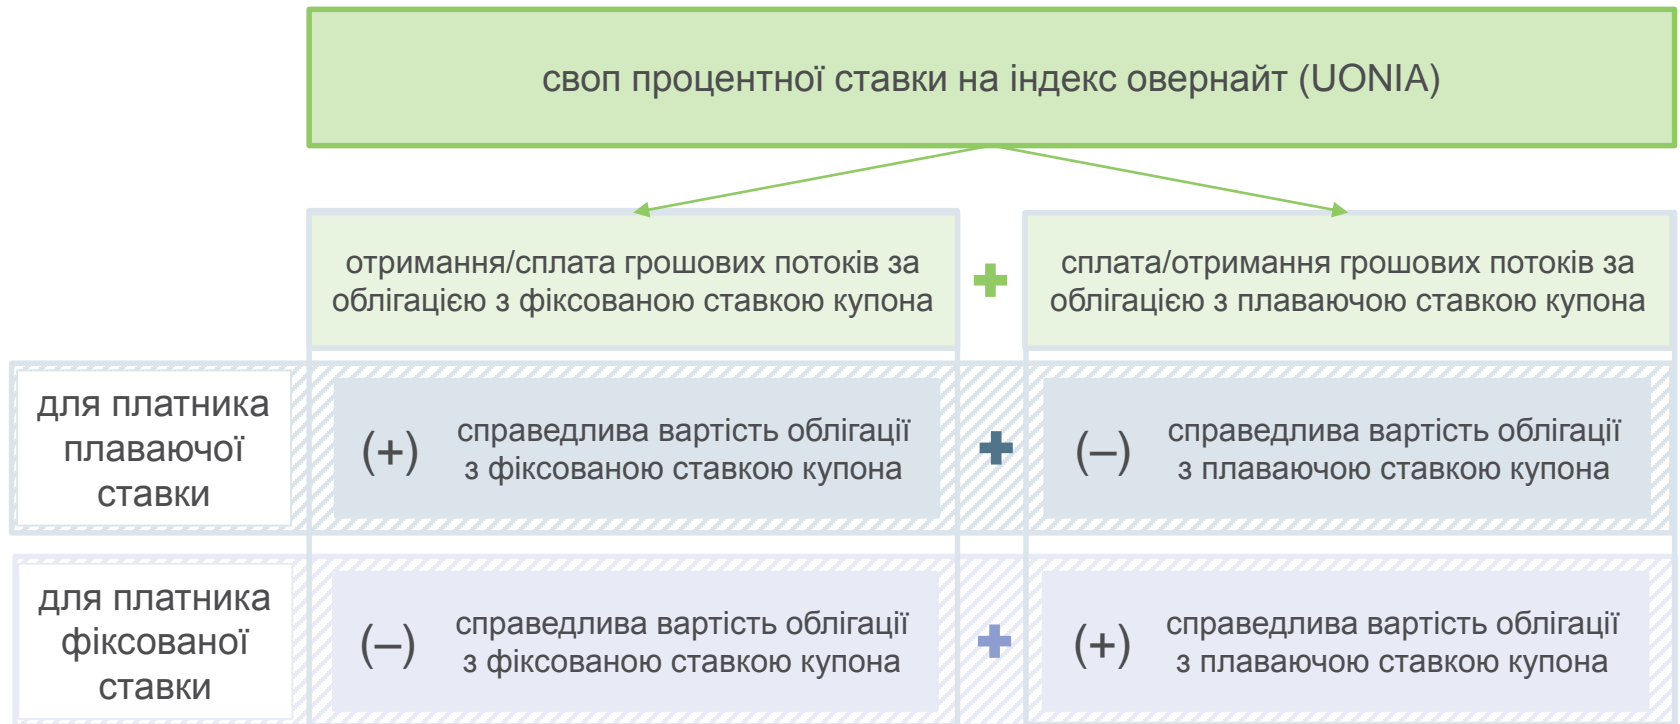 своп процентної ставки на індекс овернайт (UONIA)
отримання/сплата грошових потоків за
облігацією з фіксованою ставкою купона
сплата/отримання грошових потоків за
облігацією з плаваючою ставкою купона
для платника
плаваючої
ставки
(+)
справедлива вартість облігації
з фіксованою ставкою купона
(–)
справедлива вартість облігації
з плаваючою ставкою купона
для платника
фіксованої
ставки
(–)
справедлива вартість облігації
з фіксованою ставкою купона
(+)
справедлива вартість облігації
з плаваючою ставкою купона